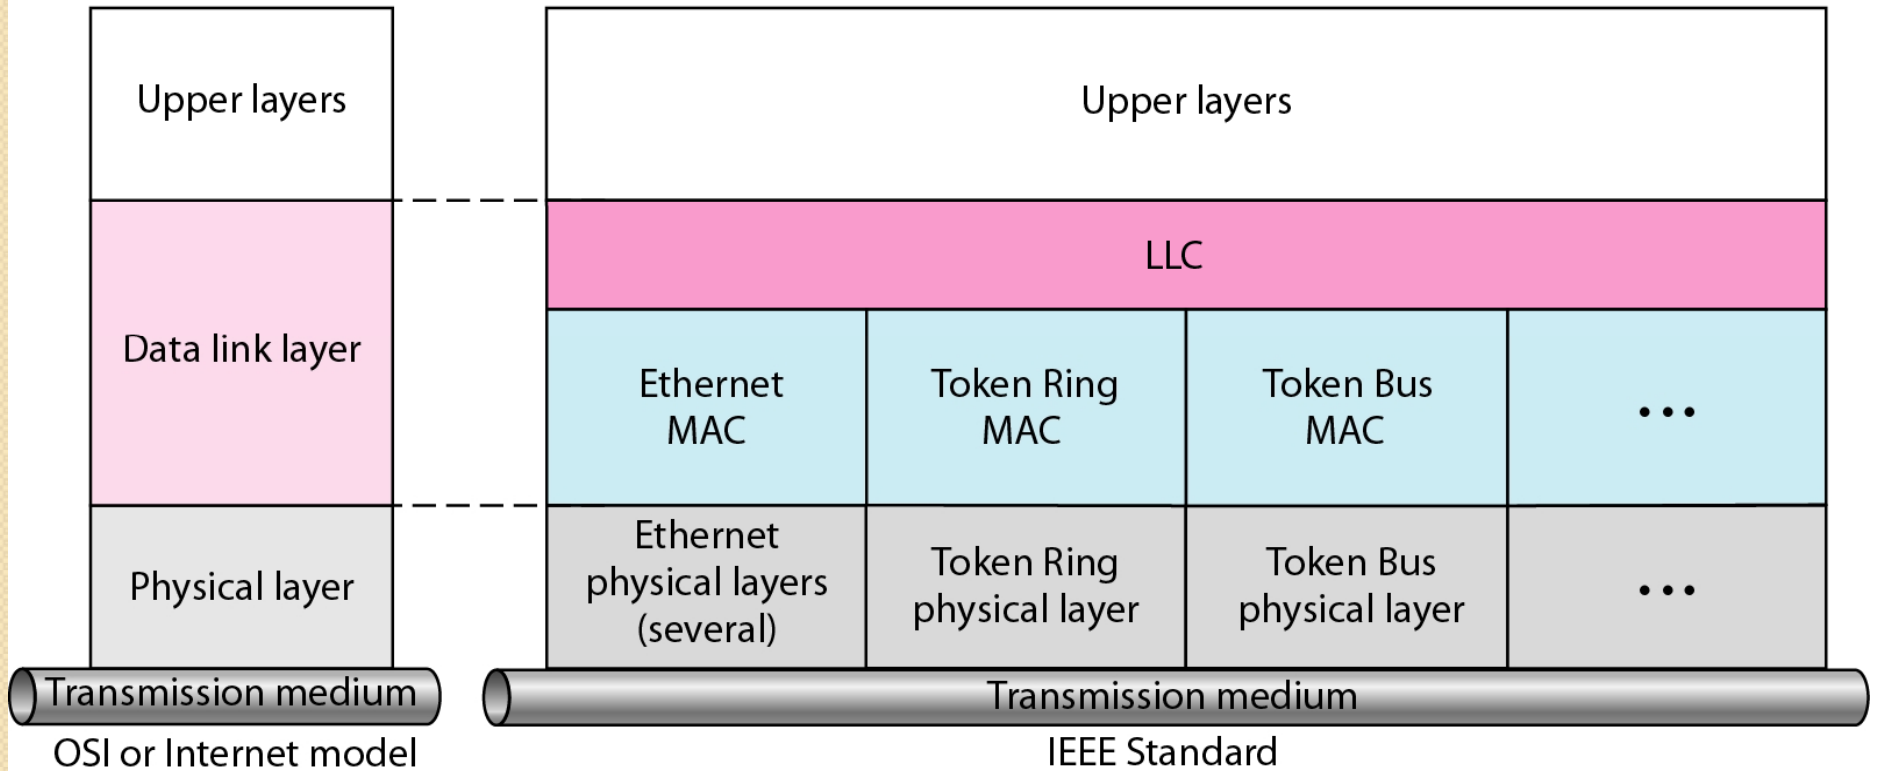 Upper layers
Data link layer
Physical layer
Transmission medium
OSI or Internet model
Upper layers
LLC
Ethernet
MAC
Token Ring
MAC
Token Bus
MAC
...
Ethernet
physical layers
(several)
Token Ring
physical layer
Token Bus
physical layer
...
Transmission medium
IEEE Standard